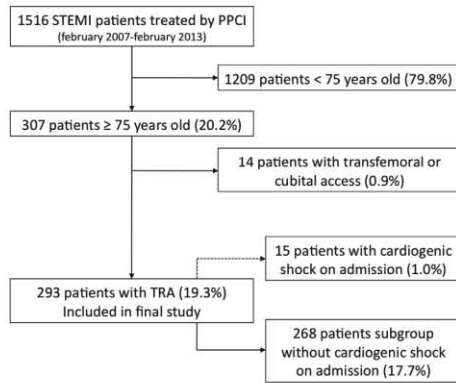 1516 STEMI patients treated by PPCI
(february 2007-february 2013)
1209 patients < 75 years old (79.8%)
307 patients ≥ 75 years old (20.2%)
14 patients with transfemoral or
cubital access (0.9%)
15 patients with cardiogenic
shock on admission (1.0%)
293 patients with TRA (19.3%)
Included in final study
268 patients subgroup
without cardiogenic shock
on admission (17.7%)